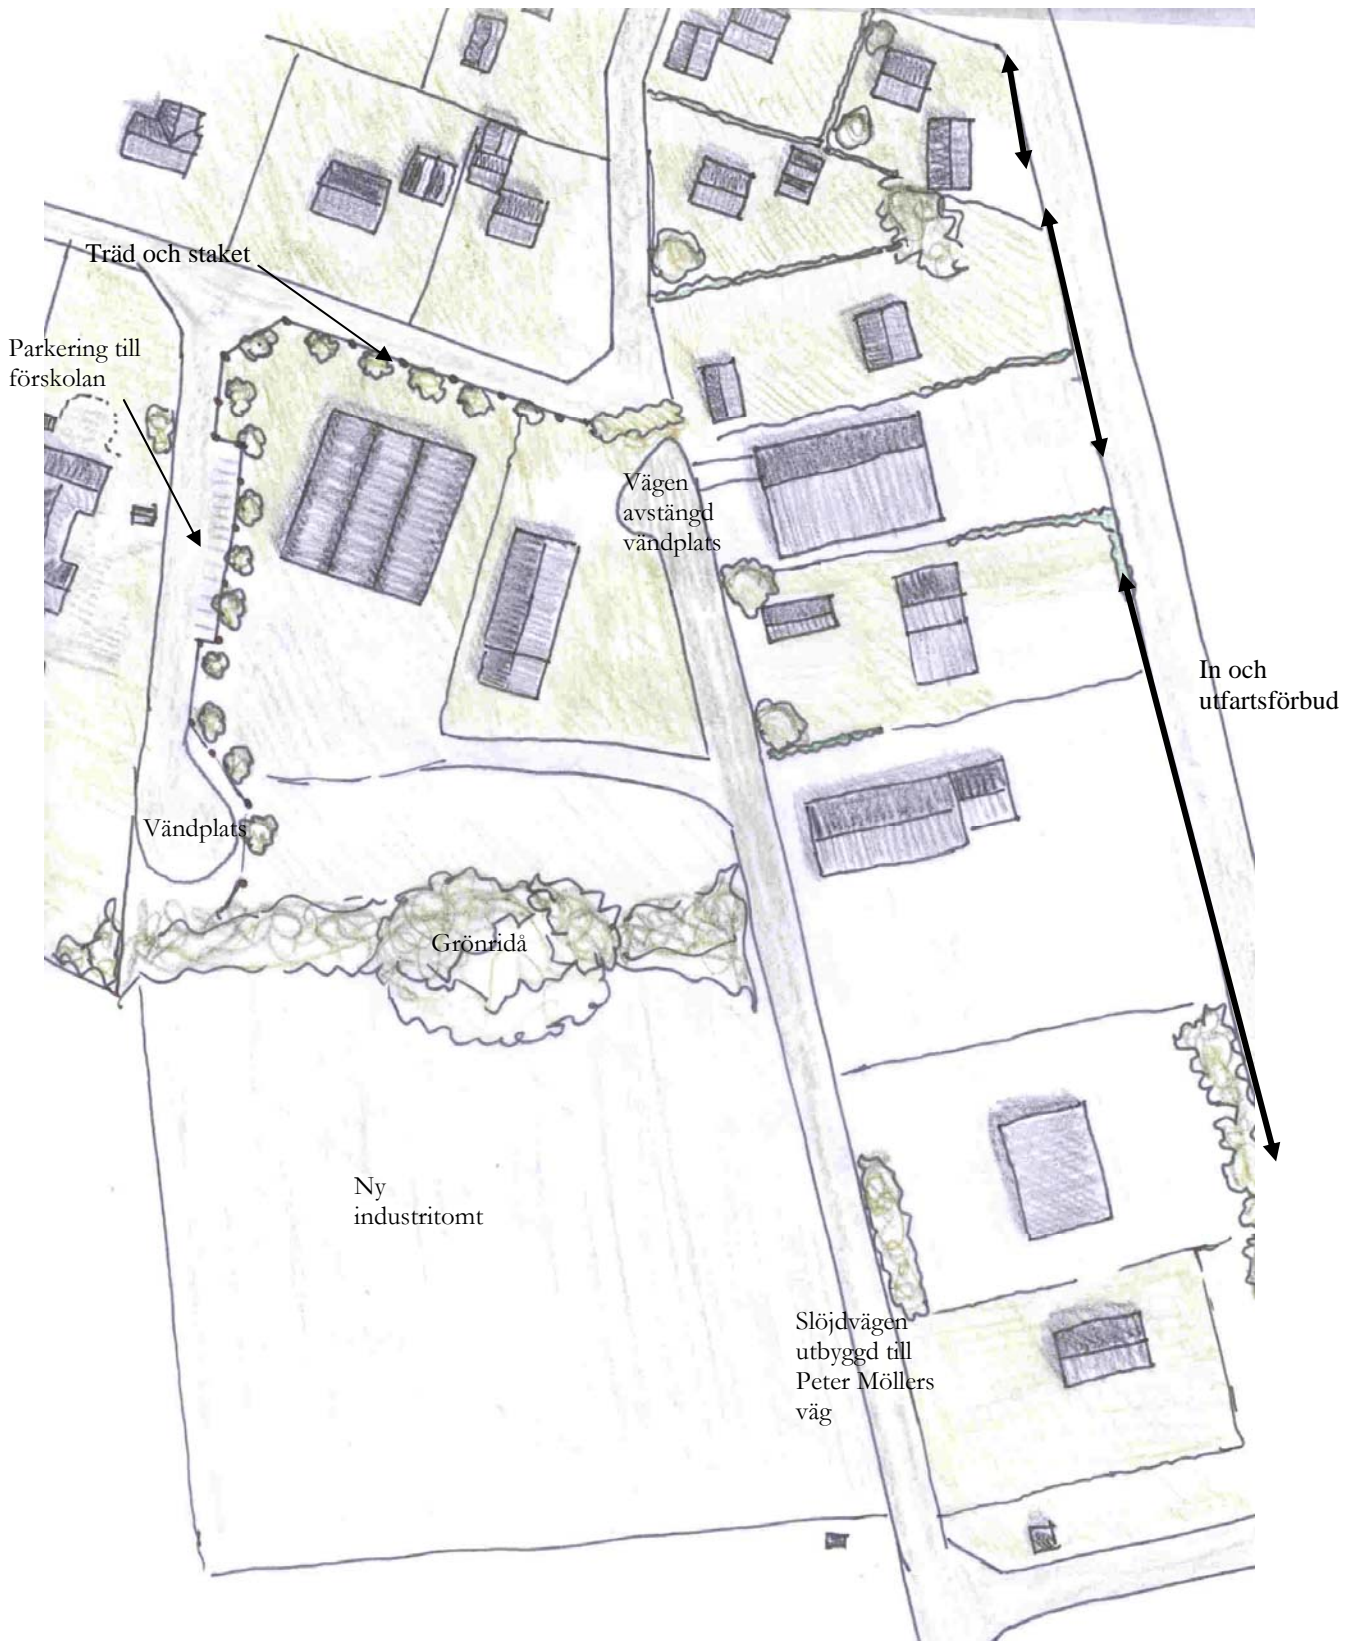 Träd och staket
Parkering till
förskolan
Vägen
avstängd
vändplats
In och
utfartsförbud
Vändplats
Grönridå
Ny
industritomt
Slöjdvägen
utbyggd till
Peter Möllers
väg